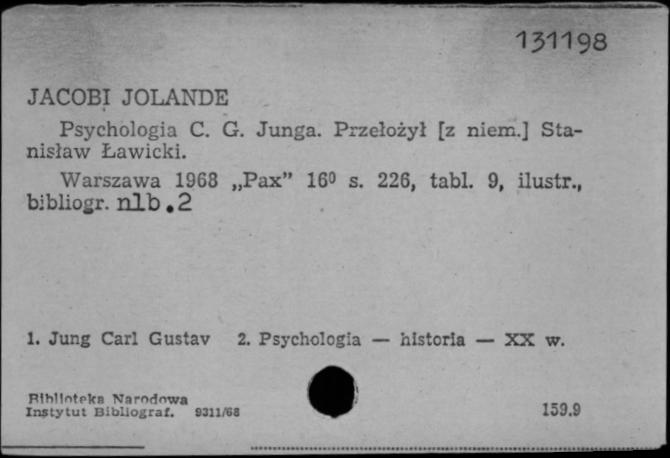 131198
JACOBI JOLANDE
Psychologia C. G. Junga. Przełożył [z niem.] Sta-
nisław Ławicki.
Warszawa 1968 „Pax” 16⁰ s. 226, tabl. 9, ilustr.,
bibliogr. nlb.2
1. Jung Carl Gustav 2. Psychologia — historia — XX w.
Biblioteka Narodowa
Instytut Bibliograf. 9311/68
159.9